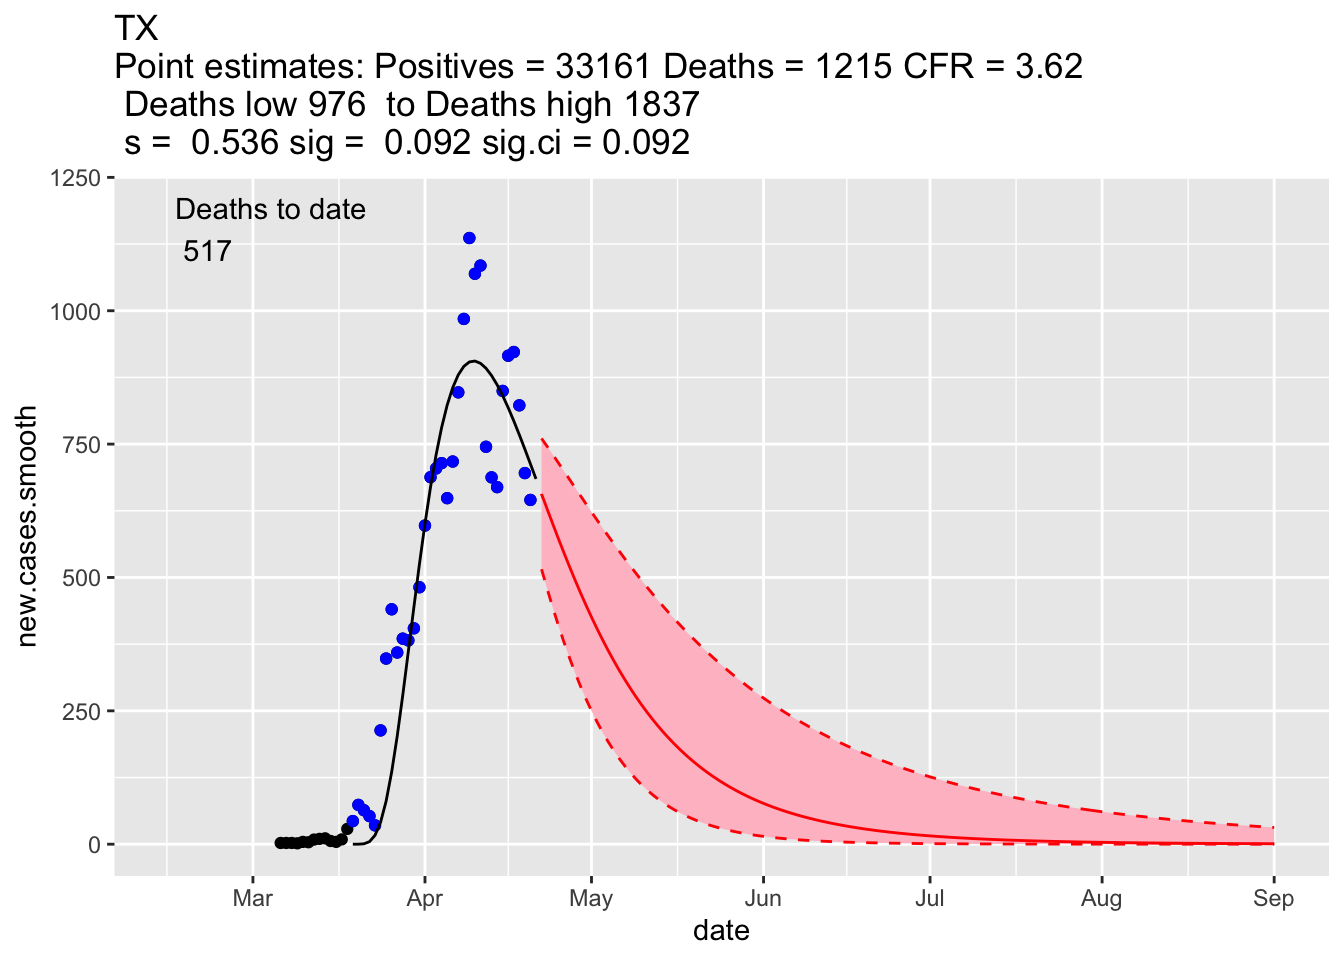 TX
Point estimates: Positives = 33161 Deaths = 1215 CFR = 3.62
Deaths low 976  to Deaths high 1837
s =  0.536 sig =  0.092 sig.ci = 0.092
Deaths to date
517
1250
1000
750
500
250
0
new.cases.smooth
Mar Apr May Jun Jul Aug Sep
date